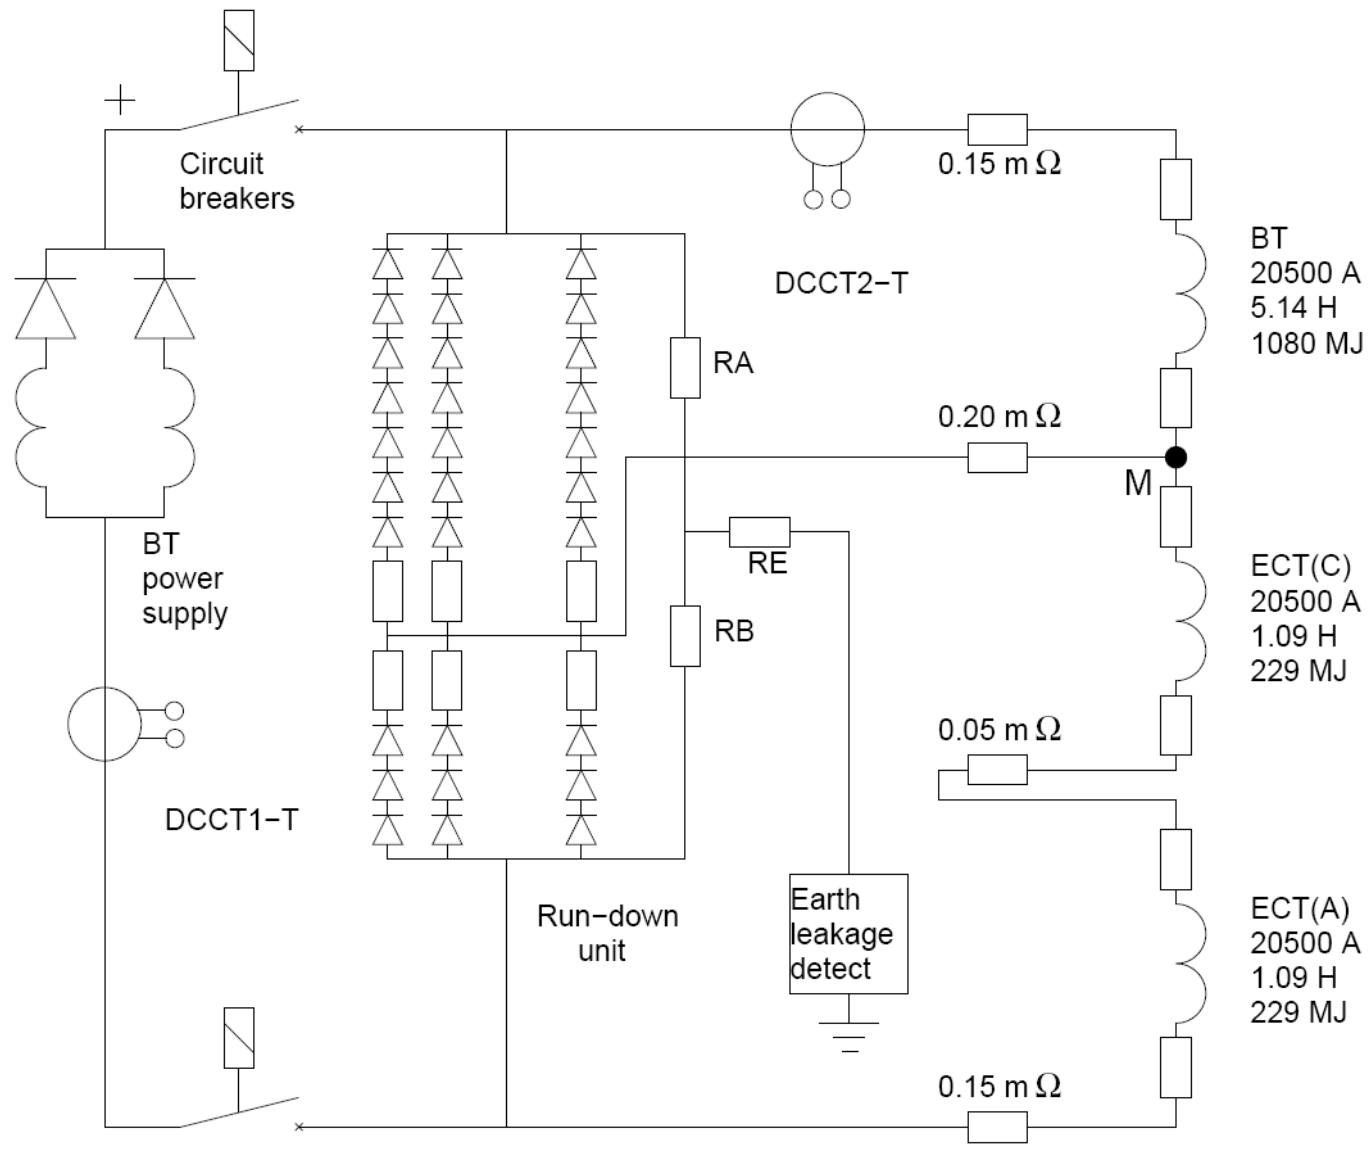 +
Circuit
breakers
0.15 m Ω
BT
20500 A
5.14 H
1080 MJ
DCCT2−T
RA
0.20 m Ω
M
BT
power
supply
RE
RB
ECT(C)
20500 A
1.09 H
229 MJ
0.05 m Ω
DCCT1−T
Run−down
unit
Earth
leakage
detect
ECT(A)
20500 A
1.09 H
229 MJ
0.15 m Ω